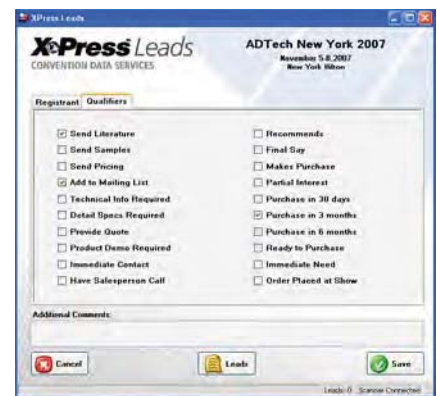 XPress Leads
XPress Leads
CONVENTION DATA SERVICES
ADTech New York 2007
November 5-8, 2007
New York Hilton
Registrant Qualifiers
Send Literature
Send Samples
Send Pricing
Add to Mailing List
Technical Info Required
Detail Specs Required
Provide Quote
Product Demo Required
Immediate Contact
Have Salesperson Call
Recommends
Final Say
Makes Purchase
Partial Interest
Purchase in 30 days
Purchase in 3 months
Purchase in 6 months
Ready to Purchase
Immediate Need
Order Placed at Show
Additional Comments:
Cancel
Leads
Save
Leads: 0 Scanner Connected